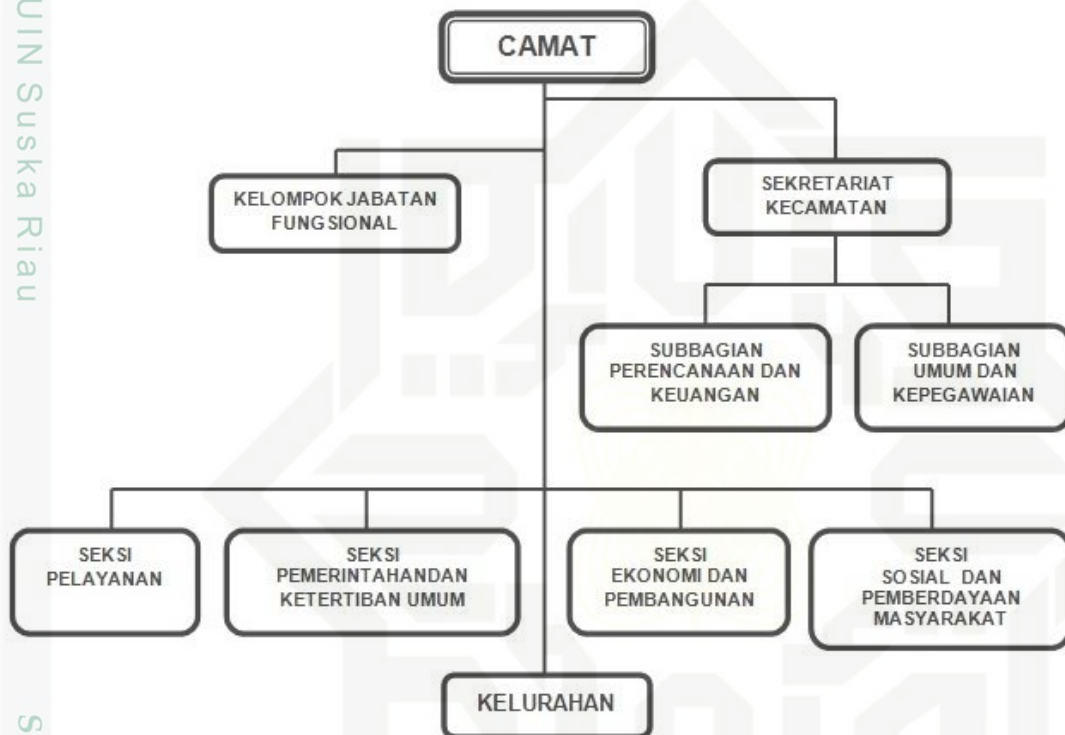 UIN Suska Riau
CAMAT
KELOMPOK JABATAN
FUNGSIONAL
SEKRETARIAT
KECAMATAN
SUBBAGIAN
PERENCANAAN DAN
KEUANGAN
SUBBAGIAN
UMUM DAN
KEPEGAWAIAN
SEKSI
PELAYANAN
SEKSI
PEMERINTAHANDAN
KETERTIBAN UMUM
SEKSI
EKONOMI DAN
PEMBANGUNAN
SEKSI
SOSIAL DAN
PEMBERDAYAAN
MASYARAKAT
KELURAHAN
S